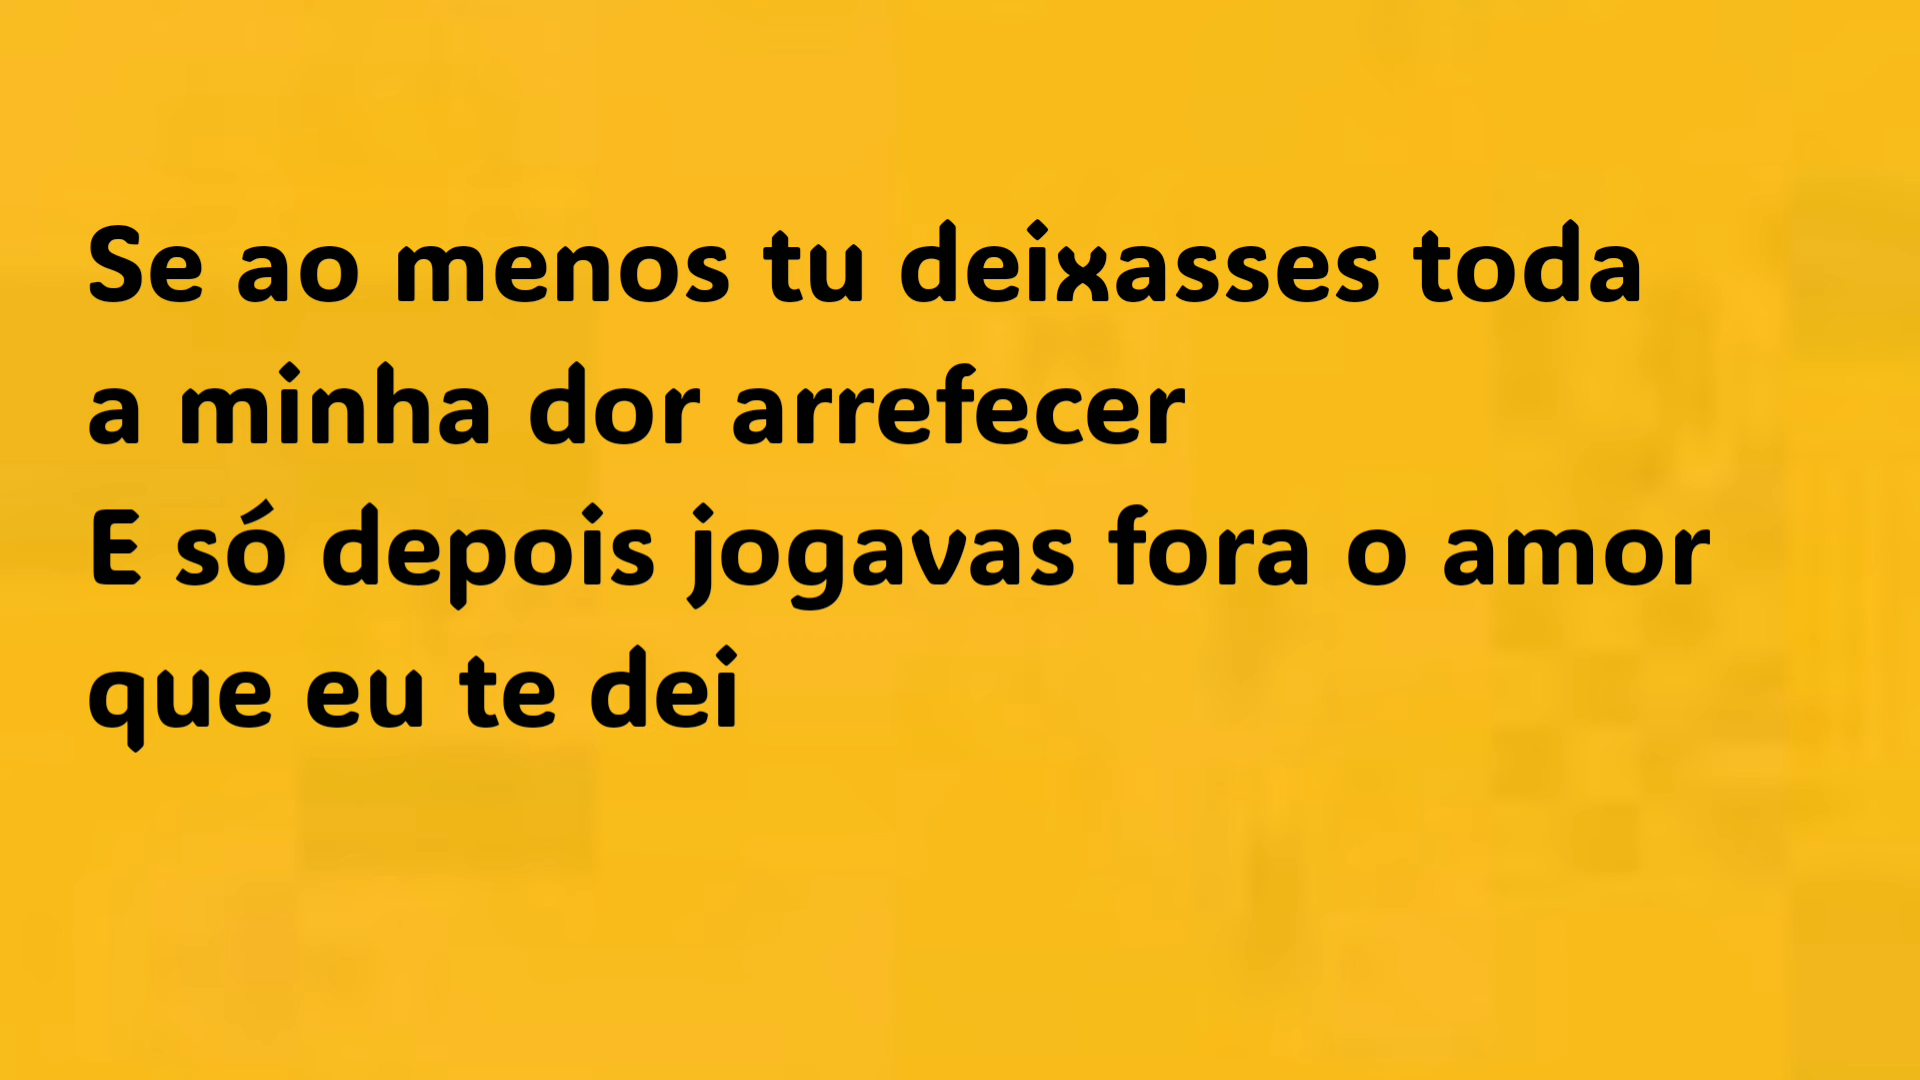 Se ao menos tu deixasses toda
a minha dor arrefecer
E só depois jogavas fora o amor
que eu te dei